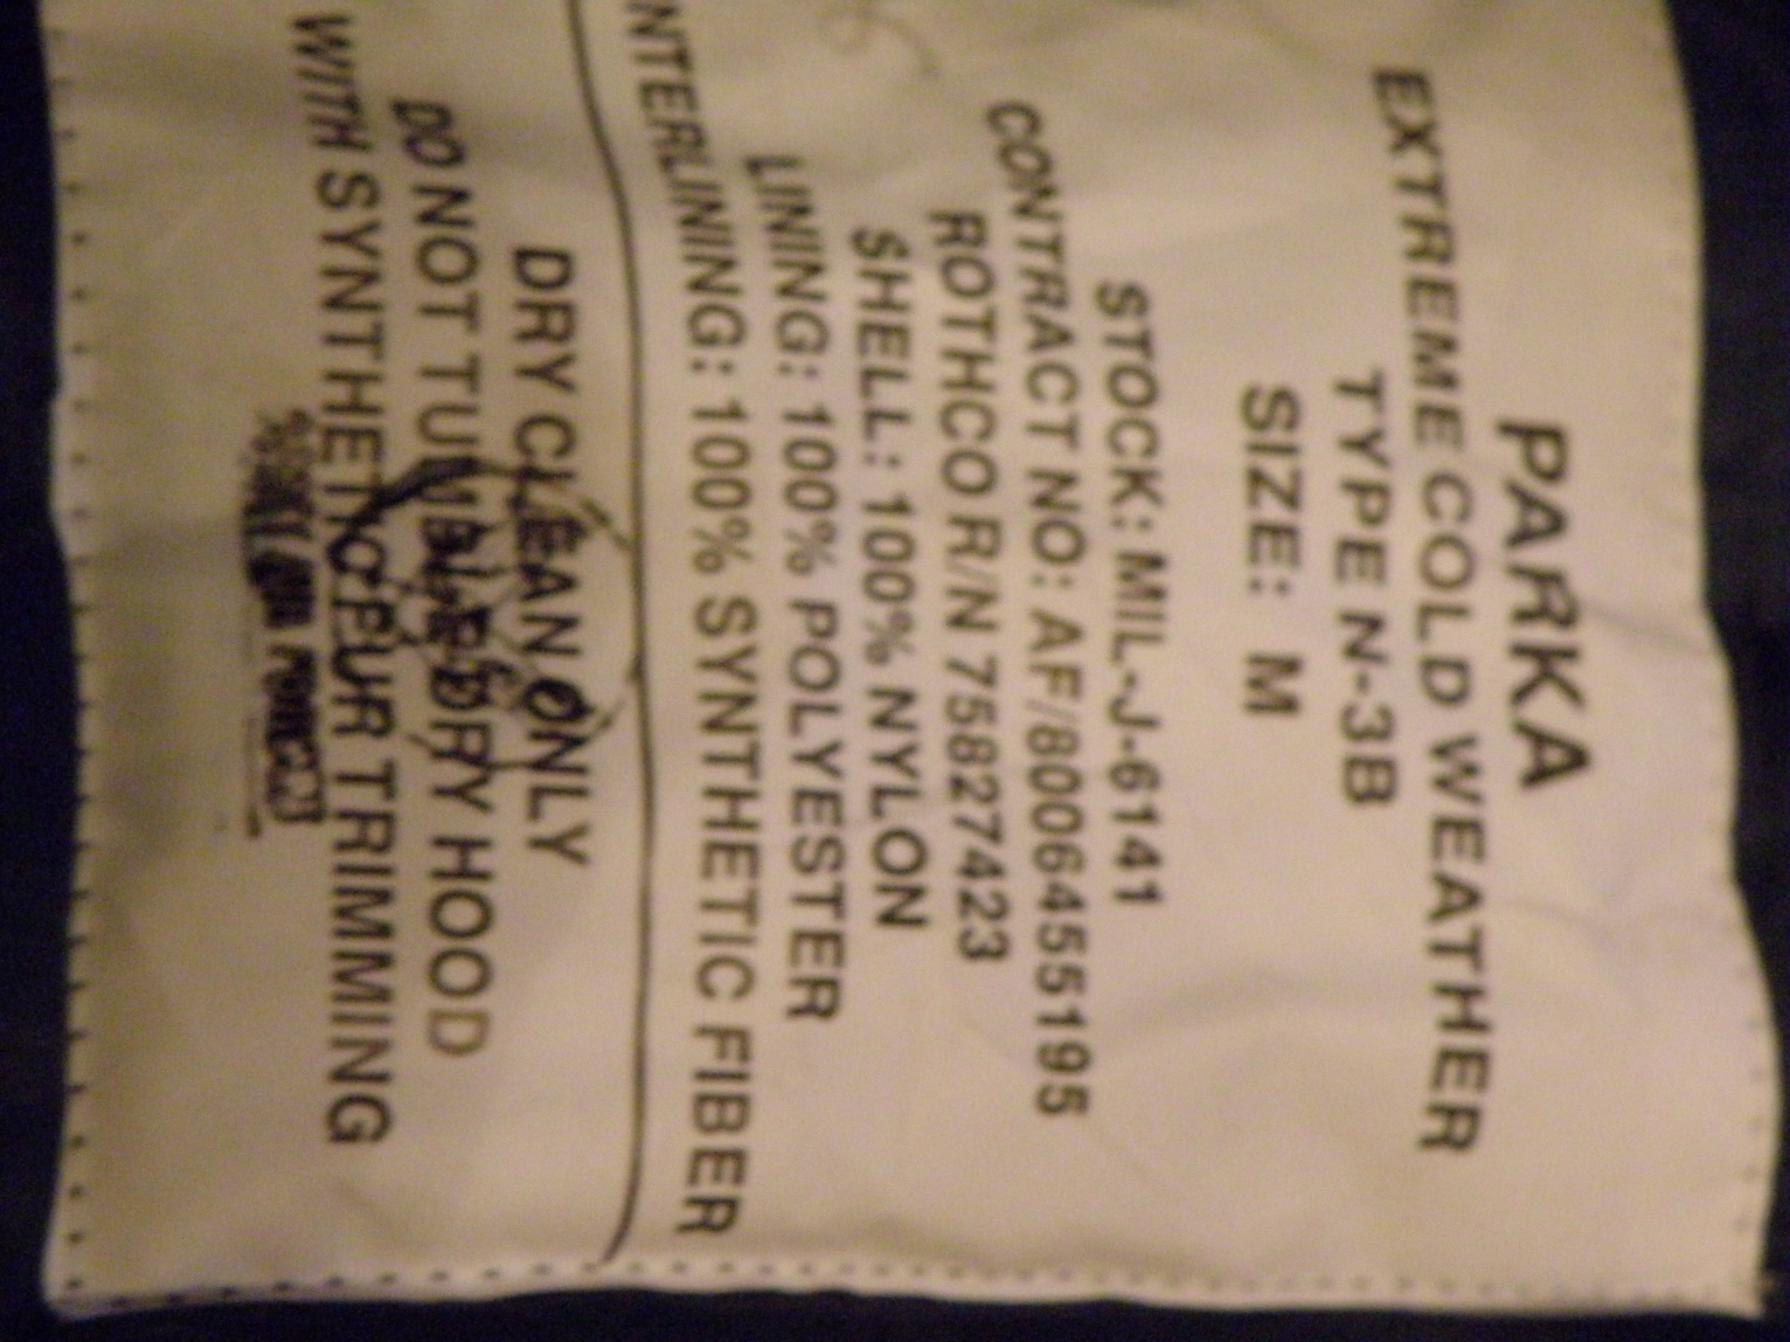 PARKA
EXTREME COLD WEATHER
TYPE N-3B
SIZE: M
STOCK: MIL-J-6141
CONTRACT NO: AF/8006455195
ROTHCO R/N 75827423
SHELL: 100% NYLON
LINING: 100% POLYESTER
INTERLINING: 100% SYNTHETIC FIBER
DRY CLEAN ONLY
DO NOT TUMBLE DRY HOOD
WITH SYNTHETIC FUR TRIMMING